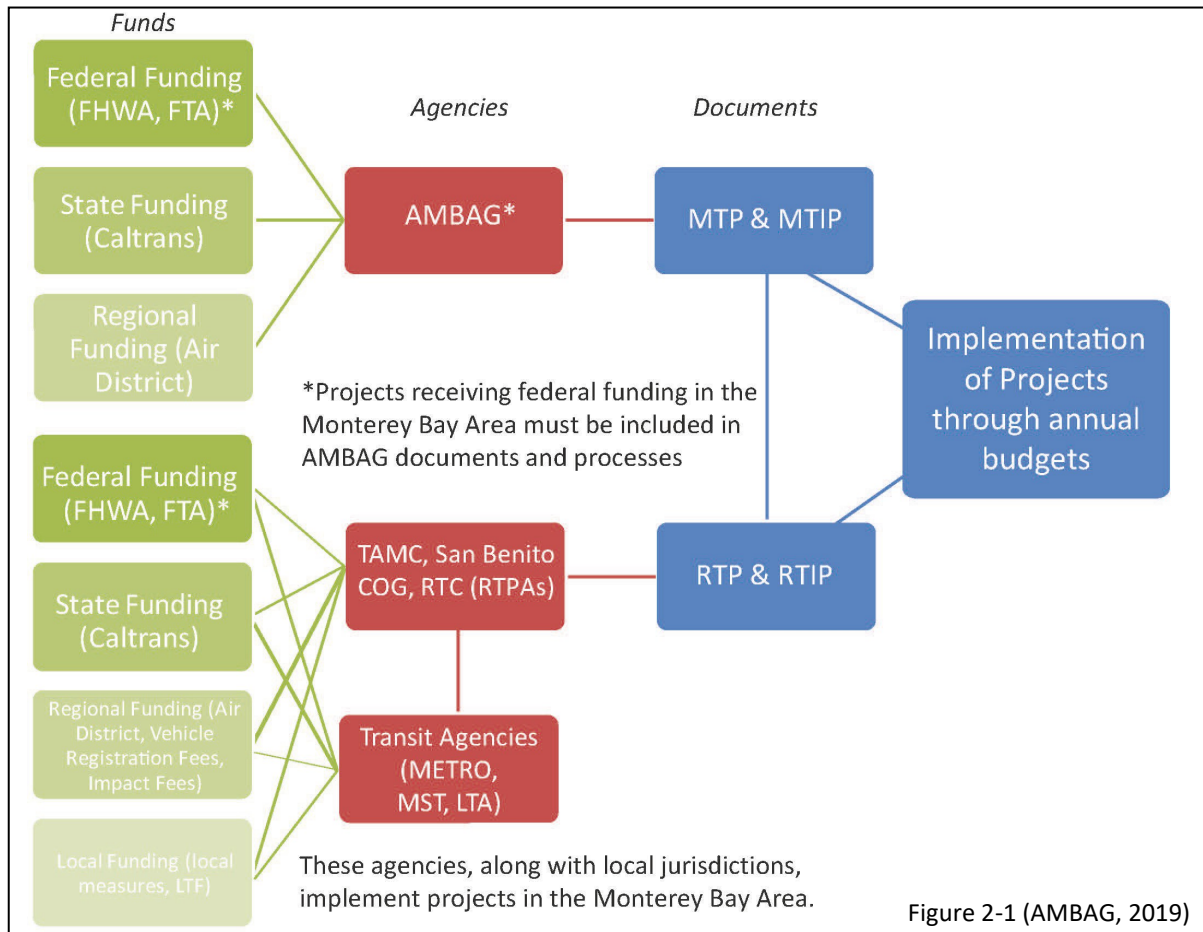 Funds
Agencies
Documents
Federal Funding
(FHWA, FTA)*
State Funding
(Caltrans)
Regional
Funding (Air
District)
AMBAG*
MTP & MTIP
*Projects receiving federal funding in the
Monterey Bay Area must be included in
AMBAG documents and processes
Implementation
of Projects
through annual
budgets
Federal Funding
(FHWA, FTA)*
State Funding
(Caltrans)
Regional Funding (Air
District, Vehicle
Registration Fees,
Impact Fees)
Local Funding (local
measures, LTF)
TAMC, San Benito
COG, RTC (RTPAs)
RTP & RTIP
Transit Agencies
(METRO,
MST, LTA)
These agencies, along with local jurisdictions,
implement projects in the Monterey Bay Area.
Figure 2-1 (AMBAG, 2019)